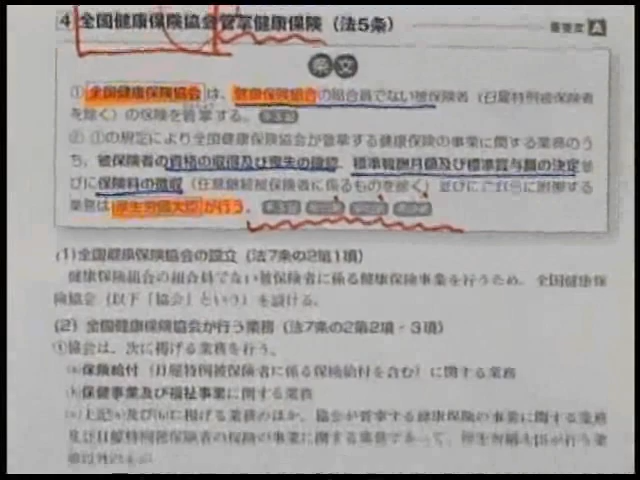 4 全国健康保険協会管掌健康保険（法5条） 重要度 A
条文
① 全国健康保険協会は、健康保険組合の組合員でない被保険者（日雇特例被保険者
を除く）の保険を管掌する。
② ①の規定により全国健康保険協会が管掌する健康保険の事業に関する業務のう
ち、被保険者の資格の取得及び喪失の確認、標準報酬月額及び標準賞与額の決定並
びに保険料の徴収（任意継続被保険者に係るものを除く）並びにこれらに附帯する
業務は厚生労働大臣が行う。
(1)全国健康保険協会の設立（法7条の2第1項）
健康保険組合の組合員でない被保険者に係る健康保険事業を行うため、全国健康保
険協会（以下「協会」という）を設ける。
(2) 全国健康保険協会が行う業務（法7条の2第2項・3項）
①協会は、次に掲げる業務を行う。
(a)保険給付（日雇特例被保険者に係る保険給付を含む）に関する業務
(b)保健事業及び福祉事業に関する業務
(c)上記(a)及び(b)に掲げる業務のほか、協会が管掌する健康保険の事業に関する業務
及び日雇特例被保険者の保険の事業に関する業務であって、厚生労働大臣が行う業
務以外のもの